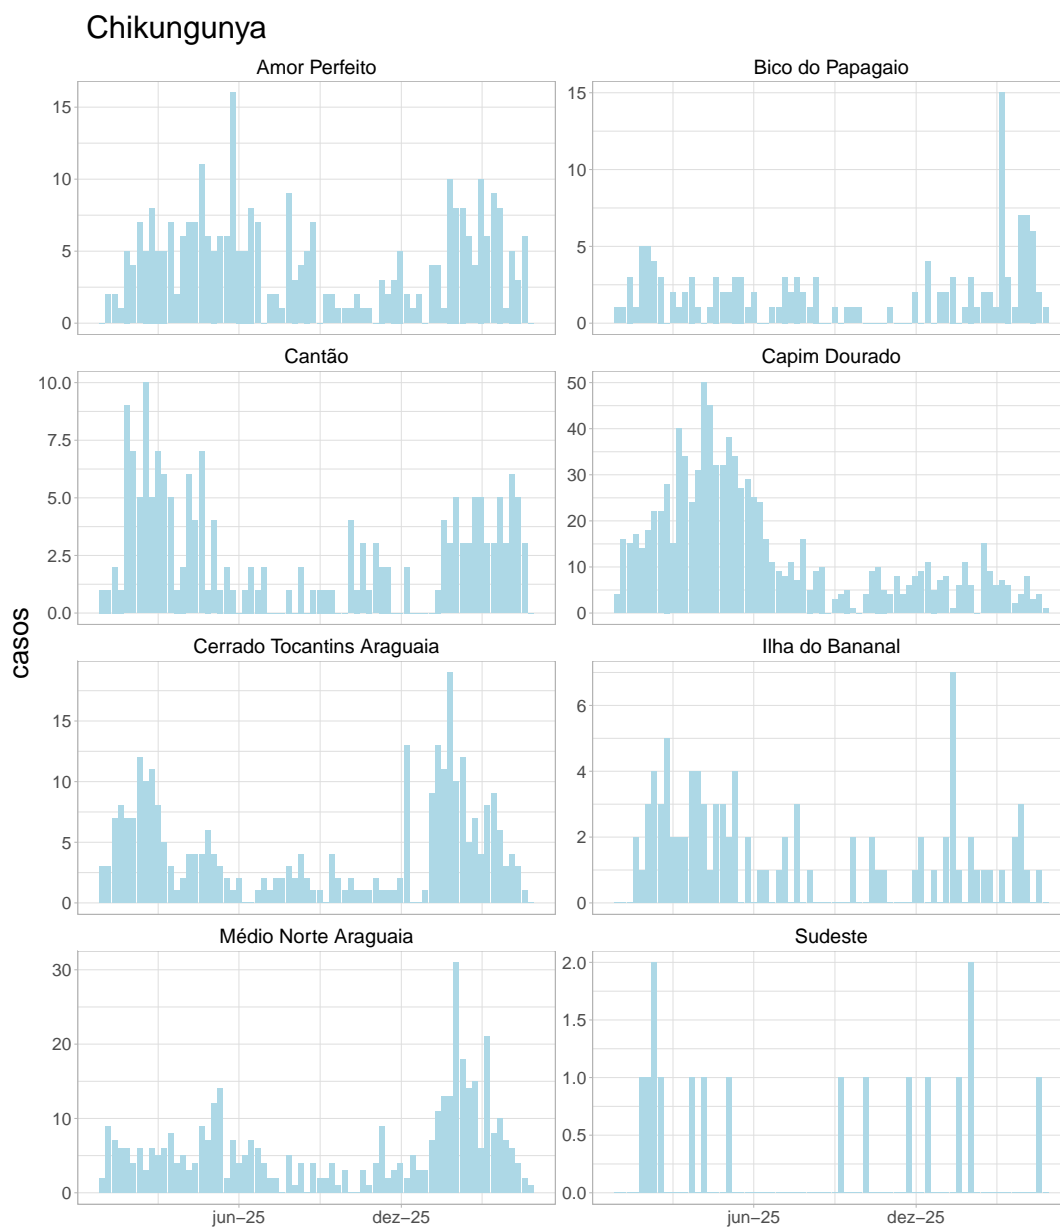 Chikungunya
Amor Perfeito
Bico do Papagaio
15
10
5
0
15
10
5
0
Cantão
Capim Dourado
10.0
7.5
5.0
2.5
0.0
50
40
30
20
10
0
casos
Cerrado Tocantins Araguaia
Ilha do Bananal
15
10
5
0
6
4
2
0
Médio Norte Araguaia
Sudeste
30
20
10
0
2.0
1.5
1.0
0.5
0.0
jun–25
dez–25
jun–25
dez–25